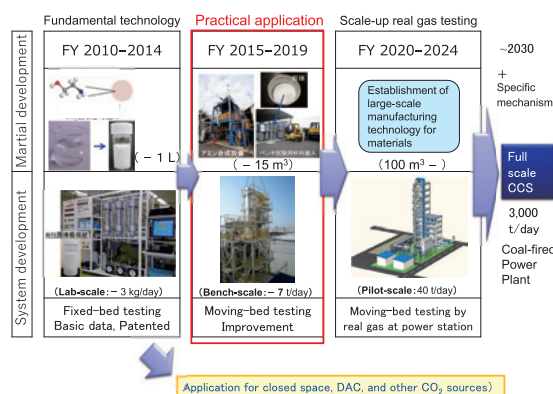 Fundamental technology
Practical application
Scale-up real gas testing
FY 2010-2014
FY 2015-2019
FY 2020-2024
~2030
+
Specific
mechanism
Martial development
(- 1 L)
(- 15 m³)
Establishment of
large-scale
manufacturing
technology for
materials
(100 m³ -)
Full
scale
CCS
3,000
t/day
Coal-fired
Power
Plant
System development
(Lab-scale: - 3 kg/day)
(Bench-scale: - 7 t/day)
(Pilot-scale: 40 t/day)
Fixed-bed testing
Basic data, Patented
Moving-bed testing
Improvement
Moving-bed testing by
real gas at power station
Application for closed space, DAC, and other CO₂ sources)